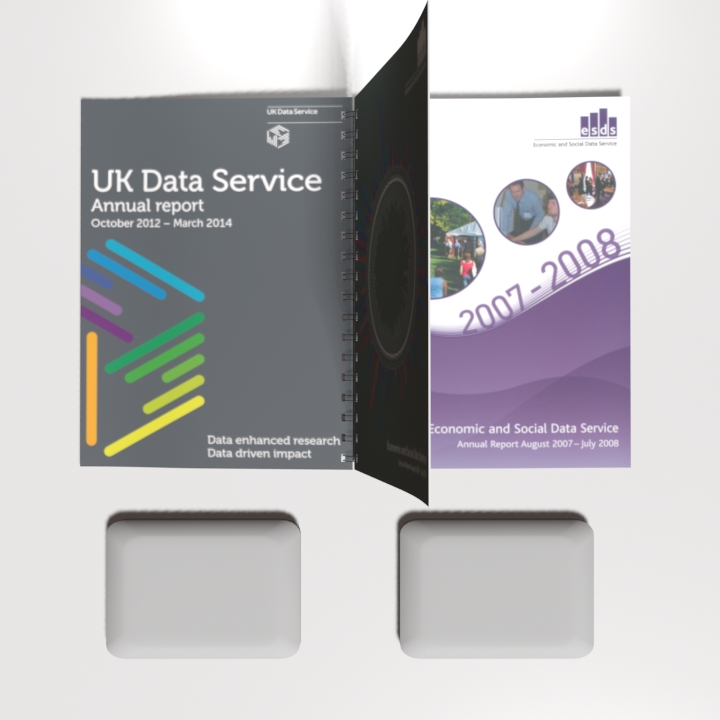 UK Data Service
UK Data Service
Annual report
October 2012 – March 2014
Data enhanced research
Data driven impact
esds
Economic and Social Data Service
2007-2008
Economic and Social Data Service
Annual Report August 2007–July 2008